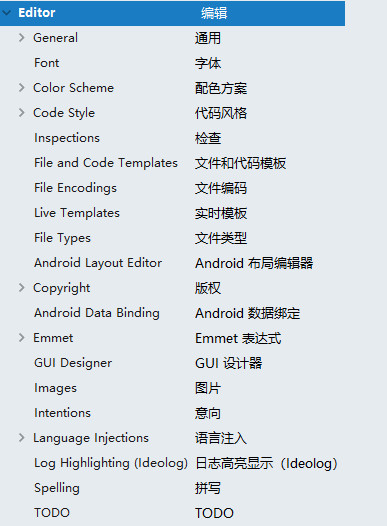 Editor 编辑
General 通用
Font 字体
Color Scheme 配色方案
Code Style 代码风格
Inspections 检查
File and Code Templates 文件和代码模板
File Encodings 文件编码
Live Templates 实时模板
File Types 文件类型
Android Layout Editor Android 布局编辑器
Copyright 版权
Android Data Binding Android 数据绑定
Emmet Emmet 表达式
GUI Designer GUI 设计器
Images 图片
Intentions 意向
Language Injections 语言注入
Log Highlighting (Ideolog) 日志高亮显示（Ideolog）
Spelling 拼写
TODO TODO